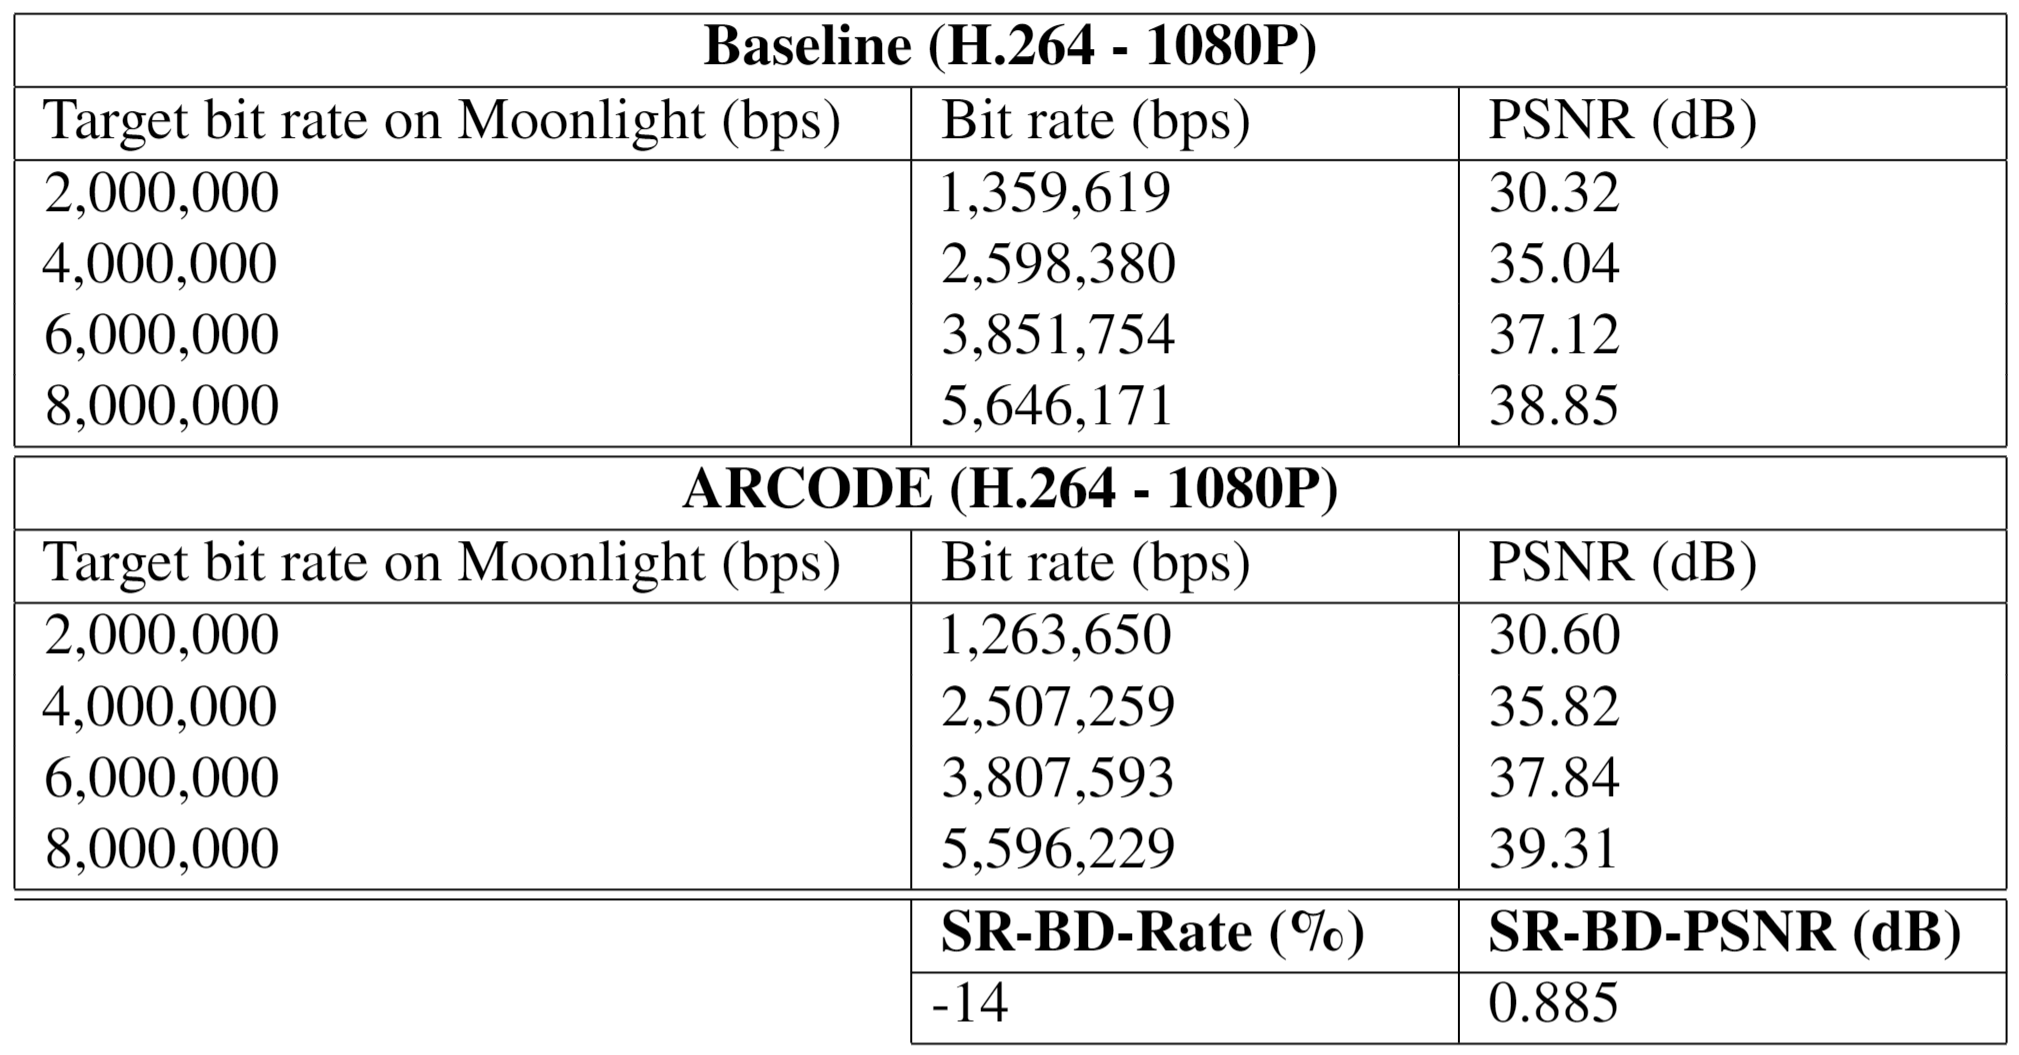 Baseline (H.264 - 1080P)
Target bit rate on Moonlight (bps) Bit rate (bps) PSNR (dB)
2,000,000 1,359,619 30.32
4,000,000 2,598,380 35.04
6,000,000 3,851,754 37.12
8,000,000 5,646,171 38.85
ARCODE (H.264 - 1080P)
Target bit rate on Moonlight (bps) Bit rate (bps) PSNR (dB)
2,000,000 1,263,650 30.60
4,000,000 2,507,259 35.82
6,000,000 3,807,593 37.84
8,000,000 5,596,229 39.31
SR-BD-Rate (%) SR-BD-PSNR (dB)
-14 0.885